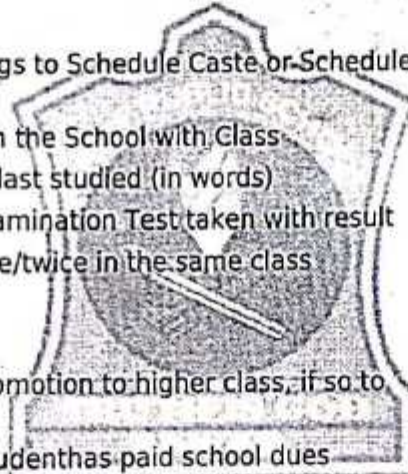 gs to Schedule Caste or Schedule
n the School with Class
last studied (in words)
amination Test taken with result
e/twice in the same class
omotion to higher class, if so to
udenthas paid school dues